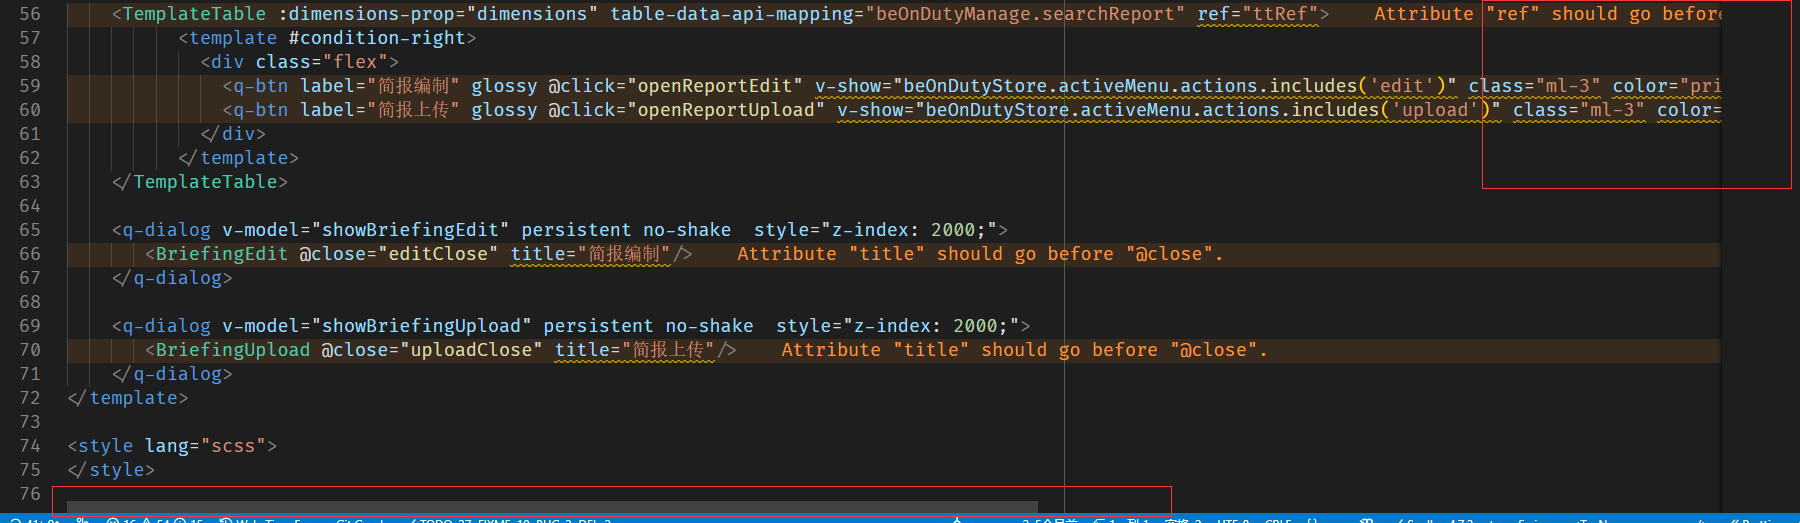 56 <TemplateTable :dimensions-prop="dimensions" table-data-api-mapping="beOnDutyManage.searchReport" ref="ttRef"> Attribute "ref" should go before
57 <template #condition-right>
58 <div class="flex">
59 <q-btn label="简报编制" glossy @click="openReportEdit" v-show="beOnDutyStore.activeMenu.actions.includes('edit')" class="ml-3" color="pri
60 <q-btn label="简报上传" glossy @click="openReportUpload" v-show="beOnDutyStore.activeMenu.actions.includes('upload')" class="ml-3" color=
61 </div>
62 </template>
63 </TemplateTable>
64
65 <q-dialog v-model="showBriefingEdit" persistent no-shake  style="z-index: 2000;">
66 <BriefingEdit @close="editClose" title="简报编制"/> Attribute "title" should go before "@close".
67 </q-dialog>
68
69 <q-dialog v-model="showBriefingUpload" persistent no-shake  style="z-index: 2000;">
70 <BriefingUpload @close="uploadClose" title="简报上传"/> Attribute "title" should go before "@close".
71 </q-dialog>
72 </template>
73
74 <style lang="scss">
75 </style>
76